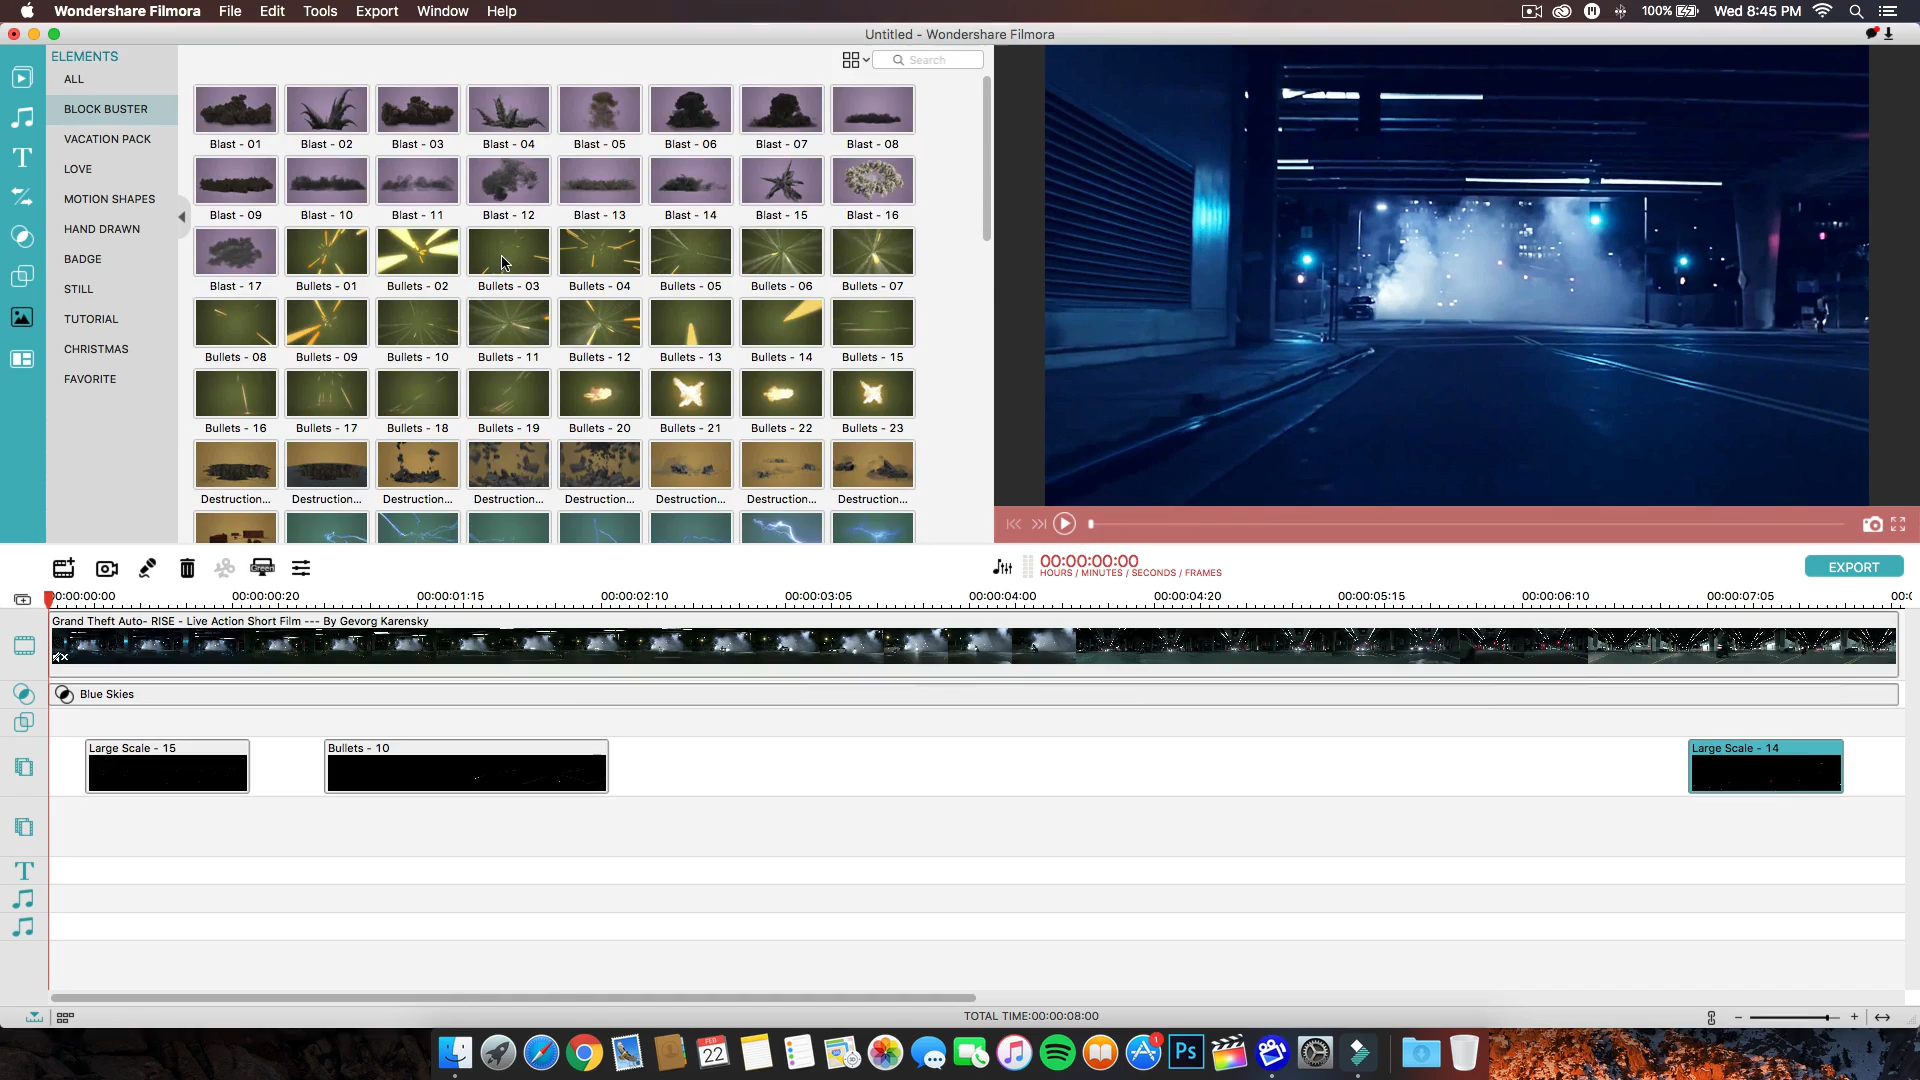 Wondershare Filmora File Edit Tools Export Window Help 100% Wed 8:45 PM
Untitled - Wondershare Filmora
ELEMENTS
ALL
BLOCK BUSTER
VACATION PACK
LOVE
MOTION SHAPES
HAND DRAWN
BADGE
STILL
TUTORIAL
CHRISTMAS
FAVORITE
Search
Blast - 01 Blast - 02 Blast - 03 Blast - 04 Blast - 05 Blast - 06 Blast - 07 Blast - 08
Blast - 09 Blast - 10 Blast - 11 Blast - 12 Blast - 13 Blast - 14 Blast - 15 Blast - 16
Blast - 17 Bullets - 01 Bullets - 02 Bullets - 03 Bullets - 04 Bullets - 05 Bullets - 06 Bullets - 07
Bullets - 08 Bullets - 09 Bullets - 10 Bullets - 11 Bullets - 12 Bullets - 13 Bullets - 14 Bullets - 15
Bullets - 16 Bullets - 17 Bullets - 18 Bullets - 19 Bullets - 20 Bullets - 21 Bullets - 22 Bullets - 23
Destruction... Destruction... Destruction... Destruction... Destruction... Destruction... Destruction... Destruction...
Green
00:00:00:00
HOURS / MINUTES / SECONDS / FRAMES
EXPORT
00:00:00:00 00:00:00:20 00:00:01:15 00:00:02:10 00:00:03:05 00:00:04:00 00:00:04:20 00:00:05:15 00:00:06:10 00:00:07:05
Grand Theft Auto- RISE - Live Action Short Film --- By Gevorg Karensky
Blue Skies
Large Scale - 15 Bullets - 10 Large Scale - 14
T
TOTAL TIME:00:00:08:00
FEB
22
1
Ps